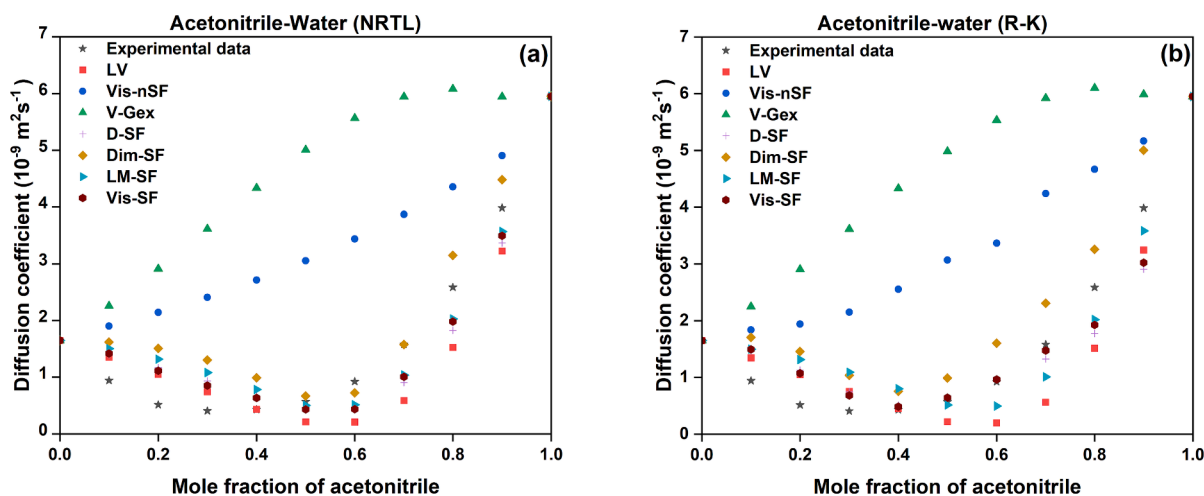 Acetonitrile-Water (NRTL)
(a)
Experimental data
LV
Vis-nSF
V-Gex
D-SF
Dim-SF
LM-SF
Vis-SF
Diffusion coefficient (10⁻⁹ m²s⁻¹)
7
6
5
4
3
2
1
0
0.0 0.2 0.4 0.6 0.8 1.0
Mole fraction of acetonitrile
Acetonitrile-water (R-K)
(b)
Experimental data
LV
Vis-nSF
V-Gex
D-SF
Dim-SF
LM-SF
Vis-SF
Diffusion coefficient (10⁻⁹ m²s⁻¹)
7
6
5
4
3
2
1
0
0.0 0.2 0.4 0.6 0.8 1.0
Mole fraction of acetonitrile